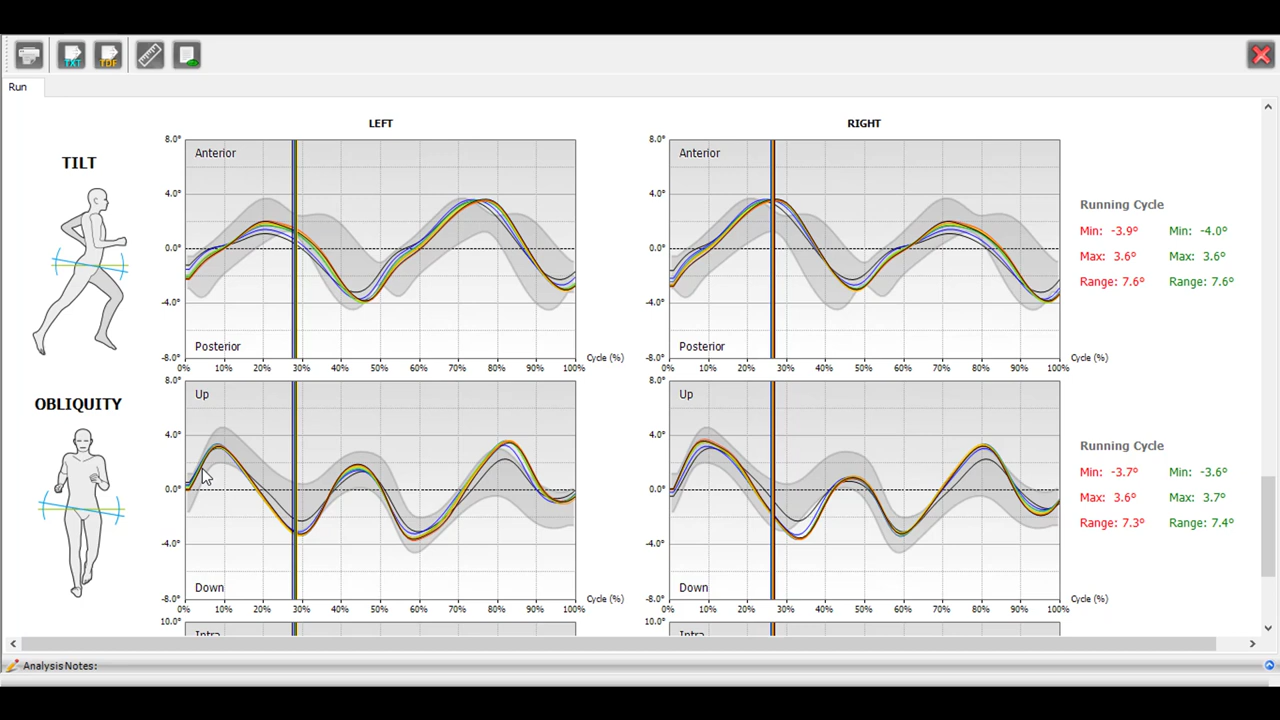 TXT TDF
Run
LEFT RIGHT
TILT
8.0° Anterior 8.0° Anterior
4.0° 4.0°
0.0° 0.0°
-4.0° -4.0°
Posterior Posterior
-8.0° -8.0°
Cycle (%) Cycle (%)
0% 10% 20% 30% 40% 50% 60% 70% 80% 90% 100% 0% 10% 20% 30% 40% 50% 60% 70% 80% 90% 100%
Running Cycle
Min: -3.9° Min: -4.0°
Max: 3.6° Max: 3.6°
Range: 7.6° Range: 7.6°
OBLIQUITY
8.0° Up 8.0° Up
4.0° 4.0°
0.0° 0.0°
-4.0° -4.0°
Down Down
-8.0° -8.0°
Cycle (%) Cycle (%)
0% 10% 20% 30% 40% 50% 60% 70% 80% 90% 100% 0% 10% 20% 30% 40% 50% 60% 70% 80% 90% 100%
Running Cycle
Min: -3.7° Min: -3.6°
Max: 3.6° Max: 3.7°
Range: 7.3° Range: 7.4°
10.0° Intra 10.0° Intra
Analysis Notes: